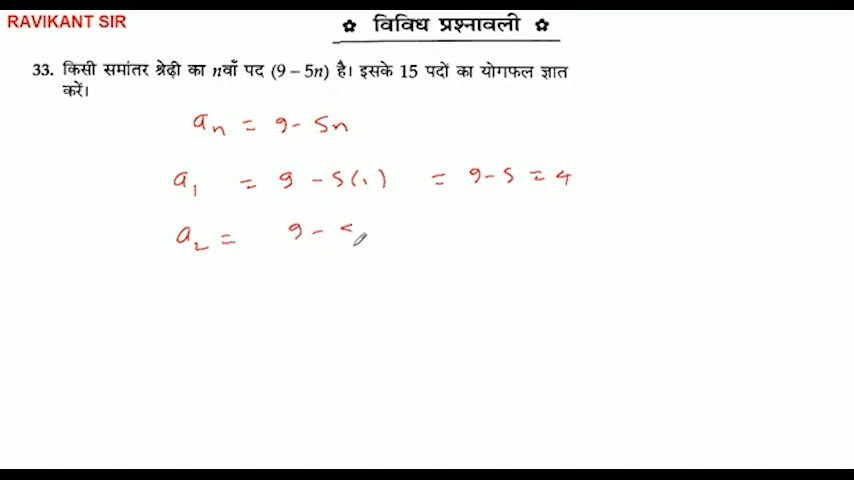 RAVIKANT SIR
✿ विविध प्रश्नावली ✿
33. किसी समांतर श्रेढ़ी का nवाँ पद (9 – 5n) है। इसके 15 पदों का योगफल ज्ञात
करें।
aₙ = 9 - 5n
a₁ = 9 - 5(1) = 9 - 5 = 4
a₂ = 9 - 5